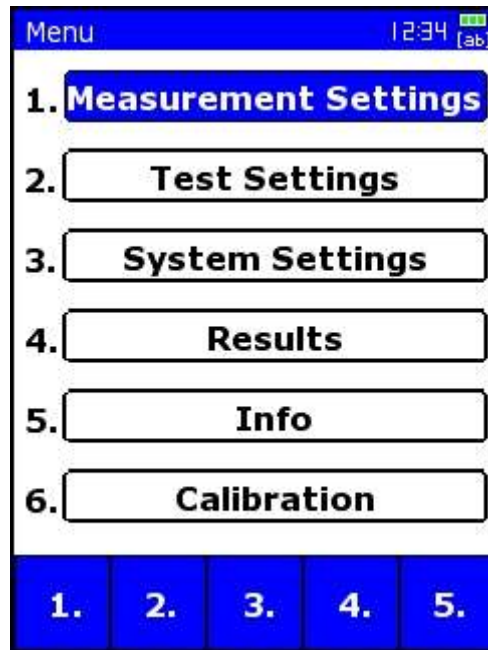 Menu 12:34
[ab]
1. Measurement Settings
2. Test Settings
3. System Settings
4. Results
5. Info
6. Calibration
1. 2. 3. 4. 5.